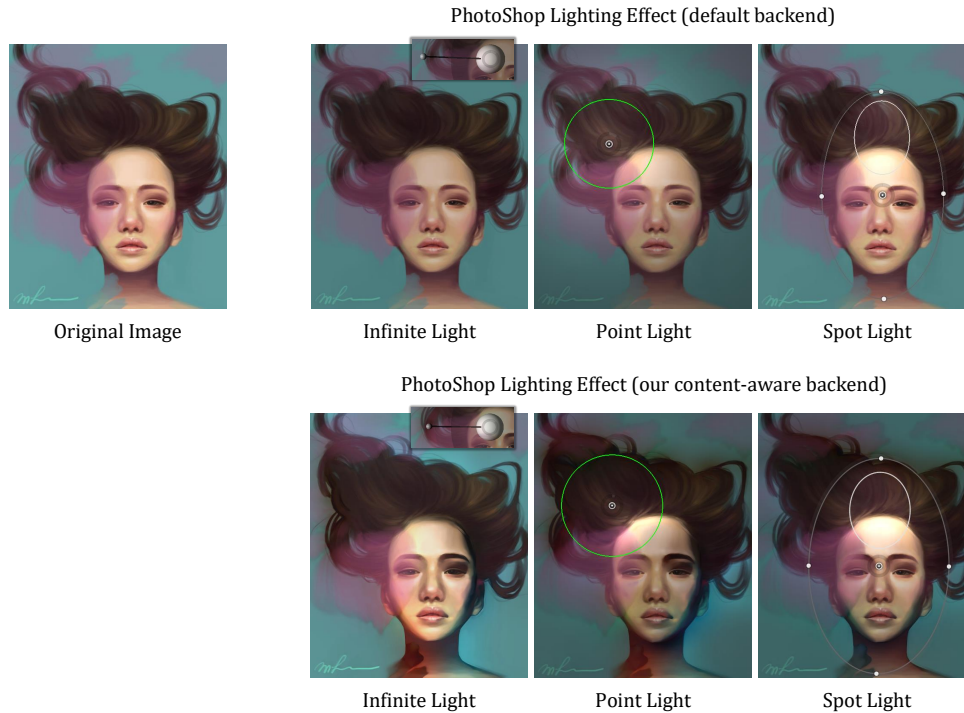 PhotoShop Lighting Effect (default backend)
Original Image
Infinite Light
Point Light
Spot Light
PhotoShop Lighting Effect (our content-aware backend)
Infinite Light
Point Light
Spot Light